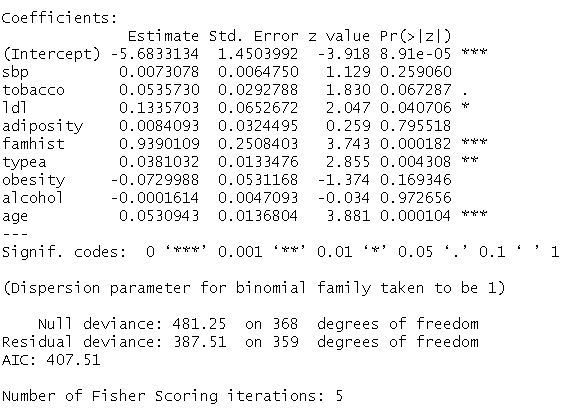 Coefficients:
Estimate Std. Error z value Pr(>|z|)
(Intercept) -5.6833134 1.4503992 -3.918 8.91e-05 ***
sbp 0.0073078 0.0064750 1.129 0.259060
tobacco 0.0535730 0.0292788 1.830 0.067287 .
ldl 0.1335703 0.0652672 2.047 0.040706 *
adiposity 0.0084093 0.0324495 0.259 0.795518
famhist 0.9390109 0.2508403 3.743 0.000182 ***
typea 0.0381032 0.0133476 2.855 0.004308 **
obesity -0.0729988 0.0531168 -1.374 0.169346
alcohol -0.0001614 0.0047093 -0.034 0.972656
age 0.0530943 0.0136804 3.881 0.000104 ***
---
Signif. codes: 0 ‘***’ 0.001 ‘**’ 0.01 ‘*’ 0.05 ‘.’ 0.1 ‘ ’ 1
(Dispersion parameter for binomial family taken to be 1)
Null deviance: 481.25 on 368 degrees of freedom
Residual deviance: 387.51 on 359 degrees of freedom
AIC: 407.51
Number of Fisher Scoring iterations: 5